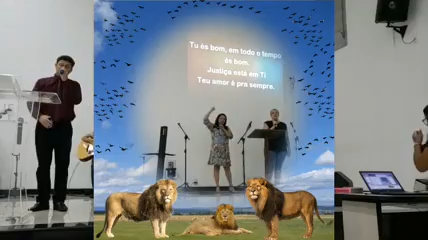 Tu és bom, em todo o tempo
és bom.
Justiça está em Ti
Teu amor é pra sempre.